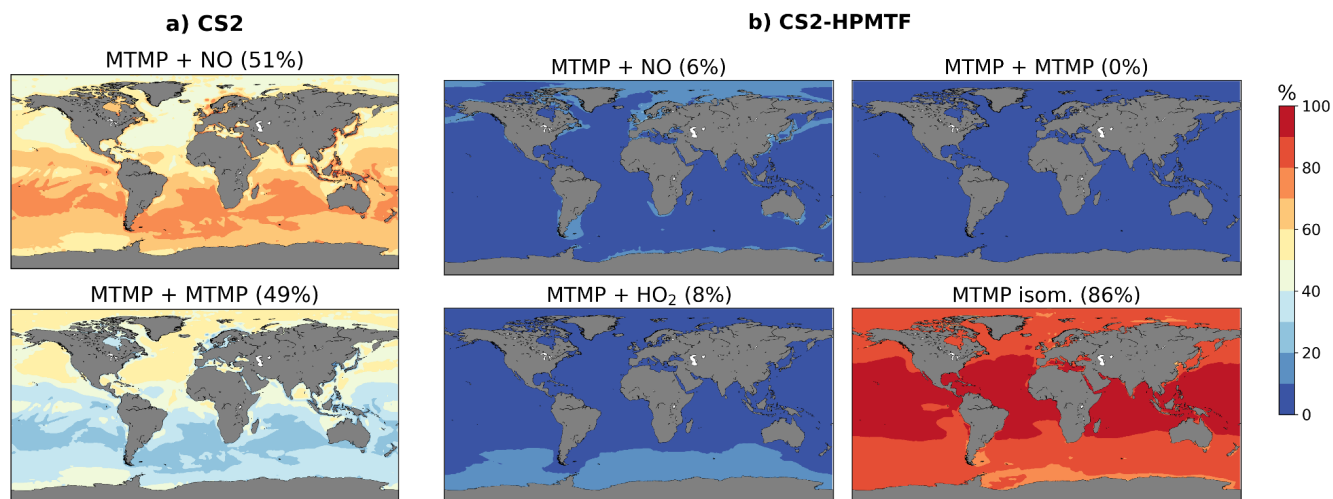 a) CS2
b) CS2-HPMTF
MTMP + NO (51%)
MTMP + NO (6%)
MTMP + MTMP (0%)
%
100
80
60
40
20
0
MTMP + MTMP (49%)
MTMP + HO₂ (8%)
MTMP isom. (86%)